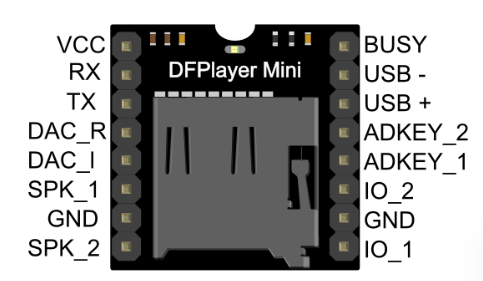 VCC
RX
TX
DAC_R
DAC_I
SPK_1
GND
SPK_2
DFPlayer Mini
BUSY
USB -
USB +
ADKEY_2
ADKEY_1
IO_2
GND
IO_1